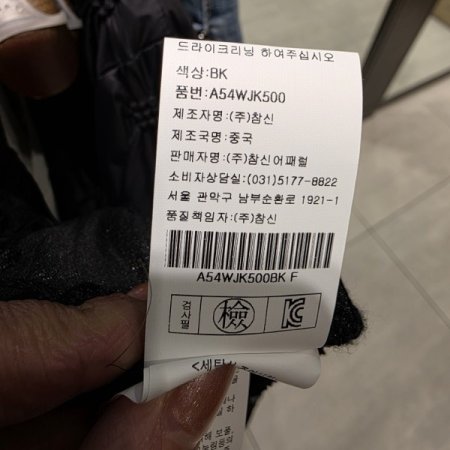 드라이크리닝 하여주십시오
색상:BK
품번:A54WJK500
제조자명:(주)참신
제조국명:중국
판매자명:(주)참신어패럴
소비자상담실:(031)5177-8822
서울 관악구 남부순환로 1921-1
품질책임자:(주)참신
A54WJK500BK F
검사필 檢 KC
<세탁